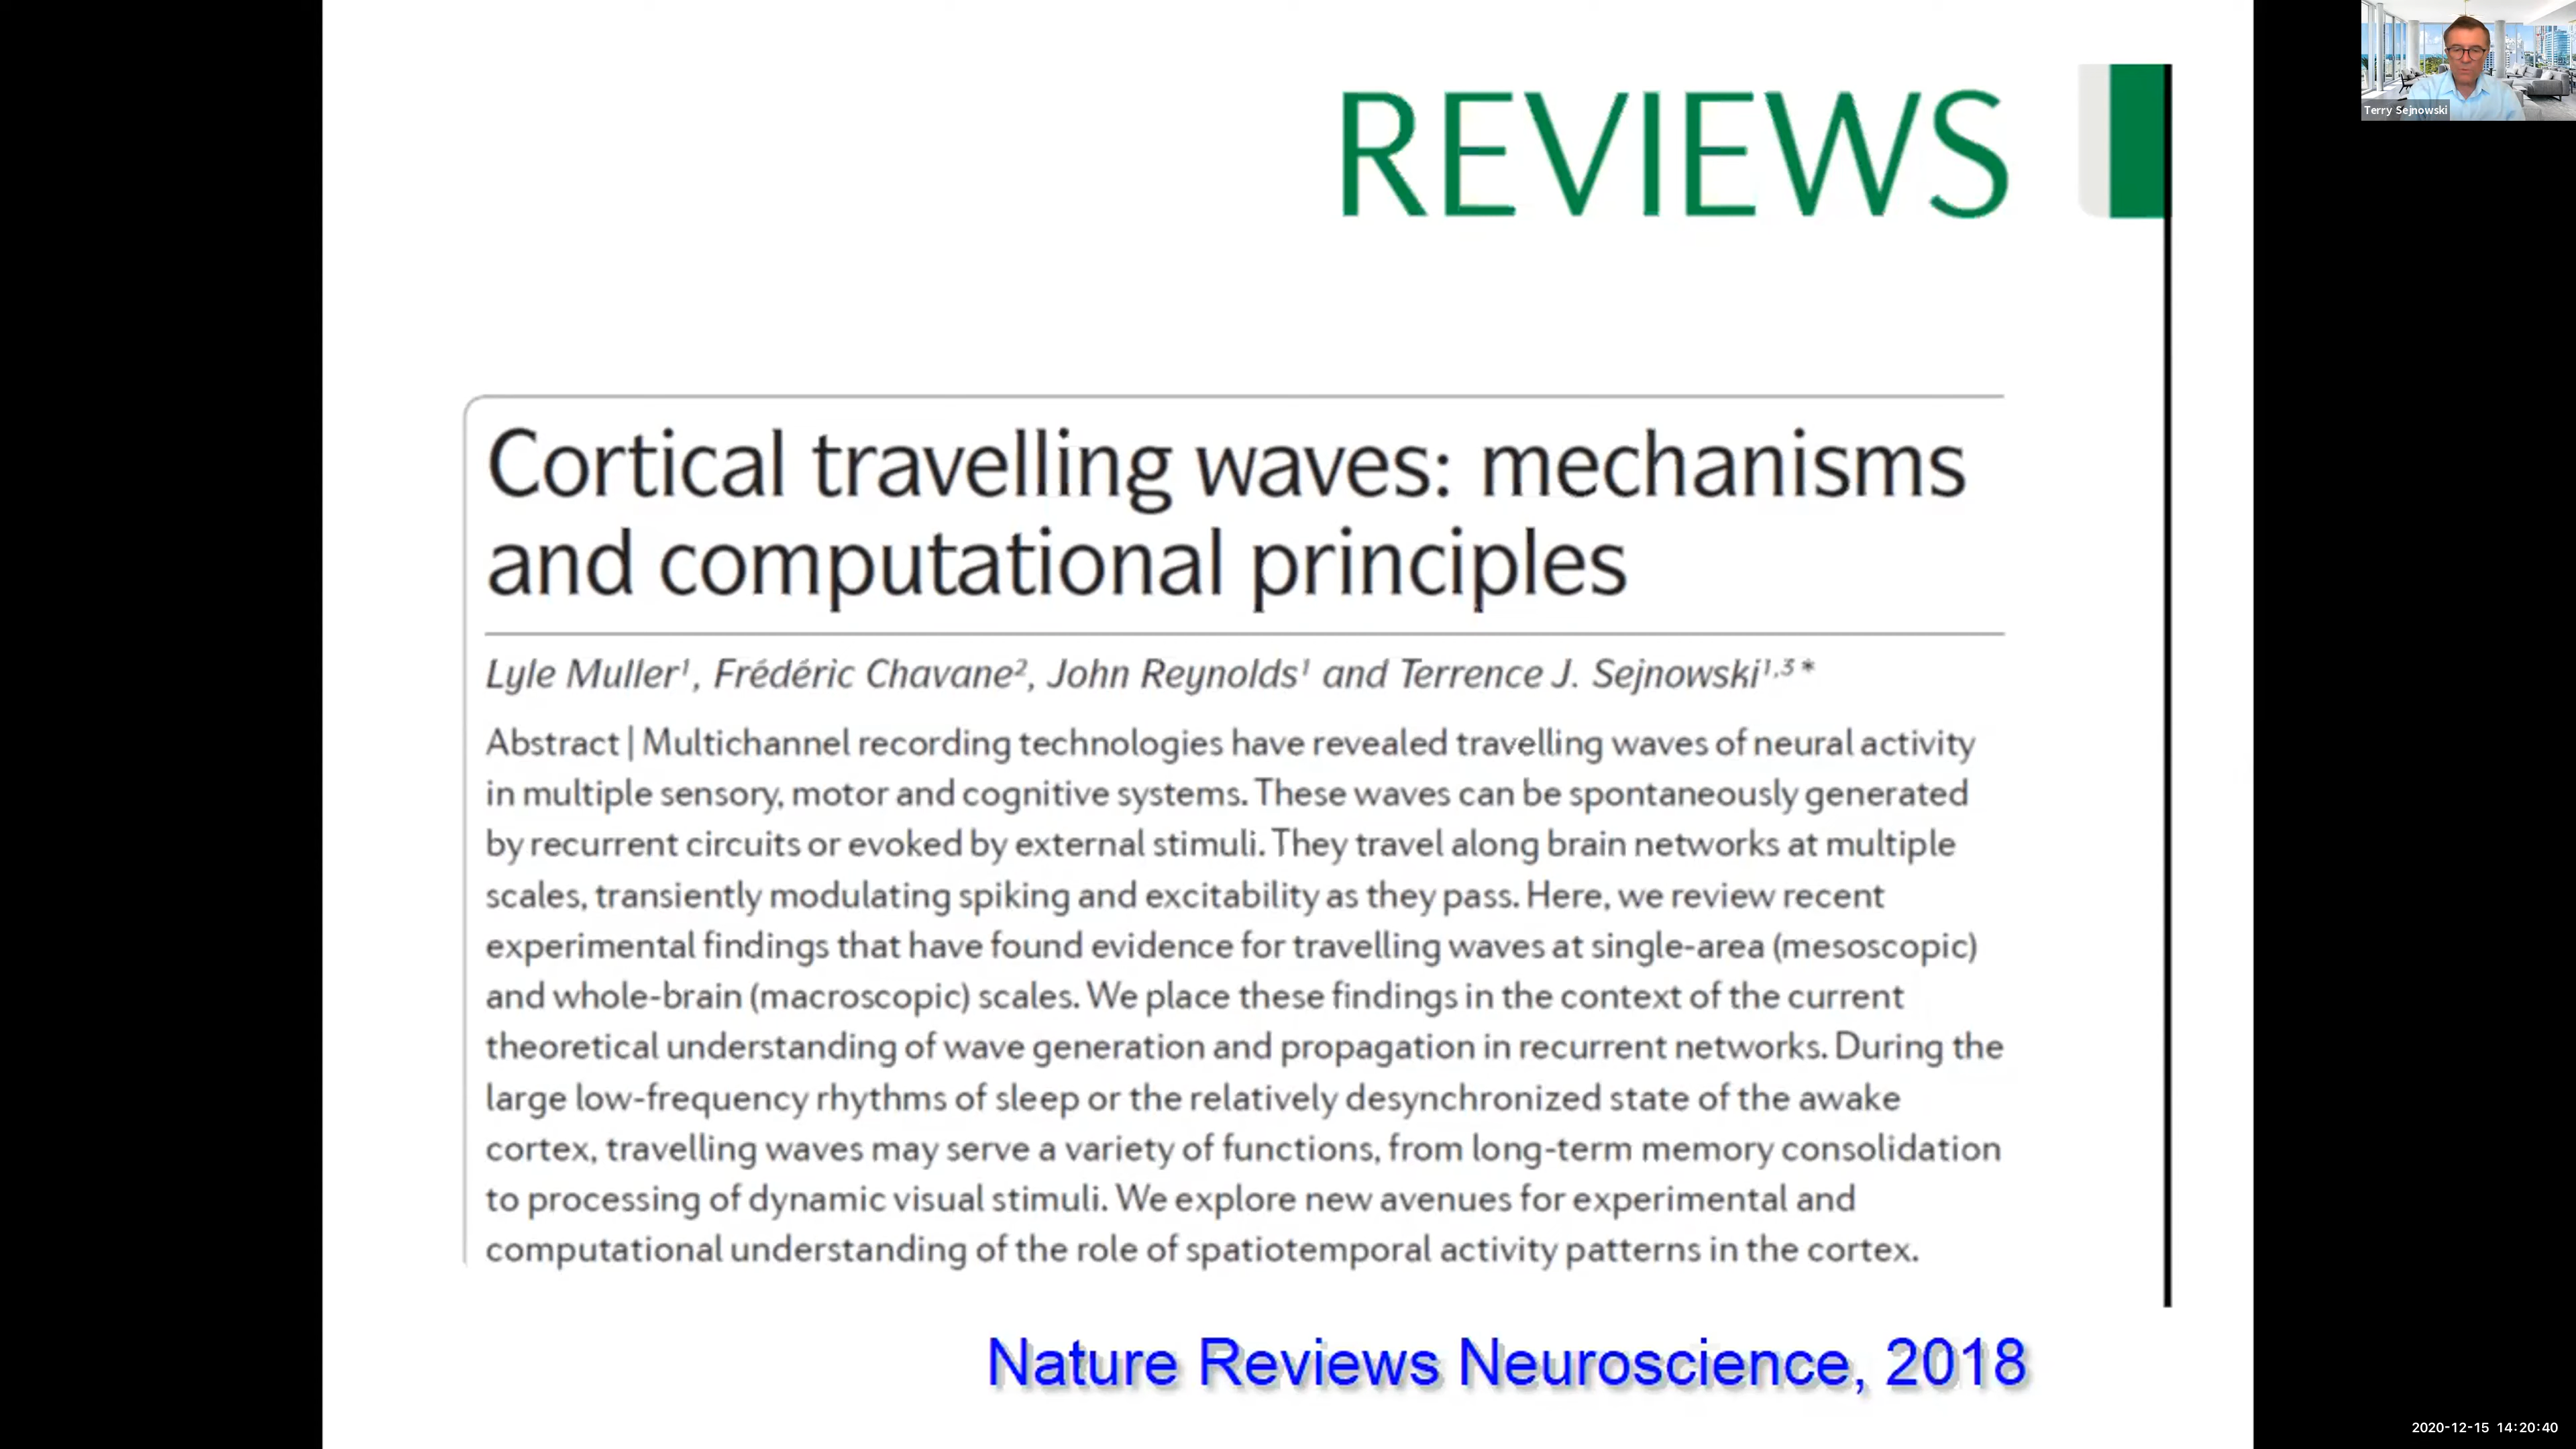 REVIEWS
Terry Sejnowski
Cortical travelling waves: mechanisms
and computational principles
Lyle Muller¹, Frédéric Chavane², John Reynolds¹ and Terrence J. Sejnowski¹,³*
Abstract | Multichannel recording technologies have revealed travelling waves of neural activity
in multiple sensory, motor and cognitive systems. These waves can be spontaneously generated
by recurrent circuits or evoked by external stimuli. They travel along brain networks at multiple
scales, transiently modulating spiking and excitability as they pass. Here, we review recent
experimental findings that have found evidence for travelling waves at single-area (mesoscopic)
and whole-brain (macroscopic) scales. We place these findings in the context of the current
theoretical understanding of wave generation and propagation in recurrent networks. During the
large low-frequency rhythms of sleep or the relatively desynchronized state of the awake
cortex, travelling waves may serve a variety of functions, from long-term memory consolidation
to processing of dynamic visual stimuli. We explore new avenues for experimental and
computational understanding of the role of spatiotemporal activity patterns in the cortex.
Nature Reviews Neuroscience, 2018
2020-12-15 14:20:40